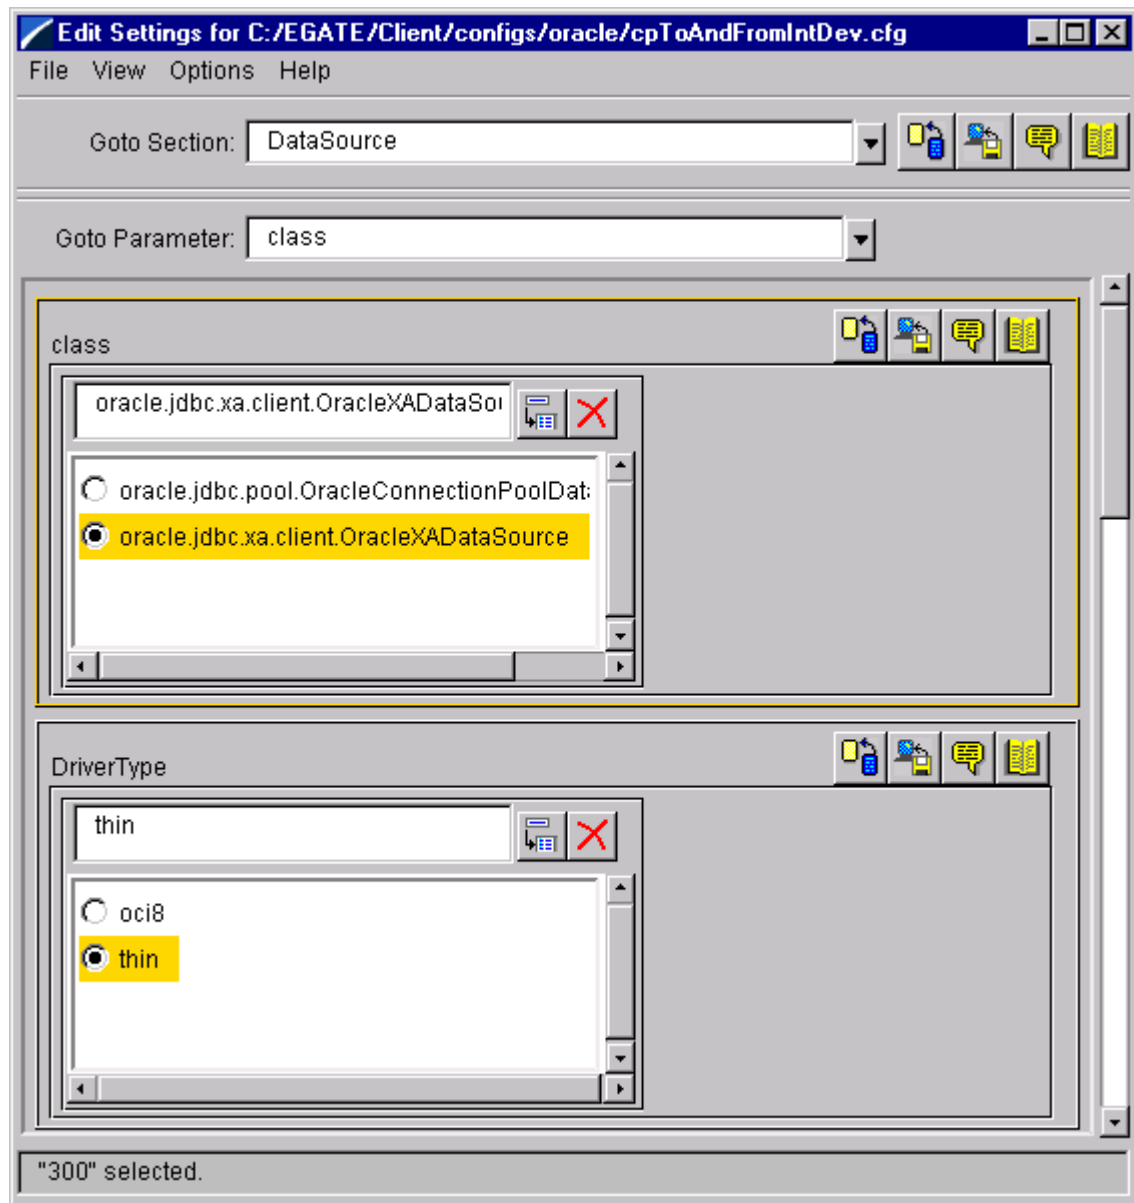 Edit Settings for C:/EGATE/Client/configs/oracle/cpToAndFromIntDev.cfg
File View Options Help
Goto Section: DataSource
Goto Parameter: class
class
oracle.jdbc.xa.client.OracleXADataSou
oracle.jdbc.pool.OracleConnectionPoolData
oracle.jdbc.xa.client.OracleXADataSource
DriverType
thin
oci8
thin
"300" selected.